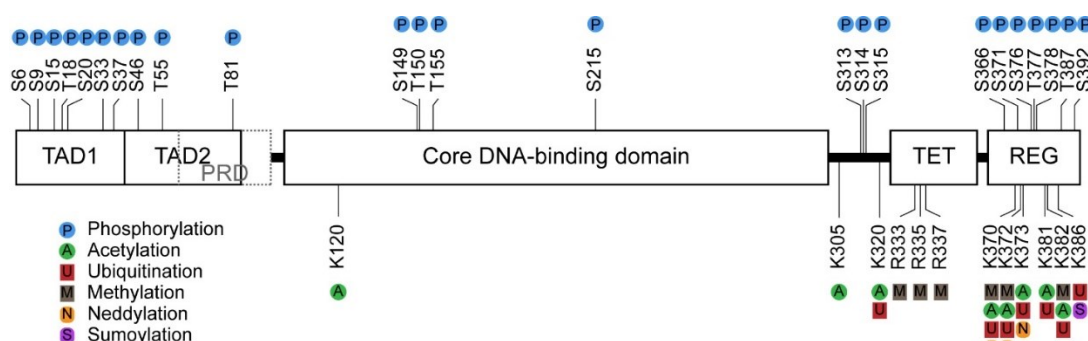 P P P P P P P P P P P P P P P P P P P P P P P P
S6 S9 S15 T18 S20 S33 S37 S46 T55 T81 S149 T150 T155 S215 S313 S314 S315 S366 S371 S376 T377 S378 T387 S392
TAD1 TAD2 PRD Core DNA-binding domain TET REG
K120 K305 K320 R333 R335 R337 K370 K372 K373 K381 K382 K386
A A A M M M M M A A M U
U A A U U A S
U U N U
P Phosphorylation
A Acetylation
U Ubiquitination
M Methylation
N Neddylation
S Sumoylation